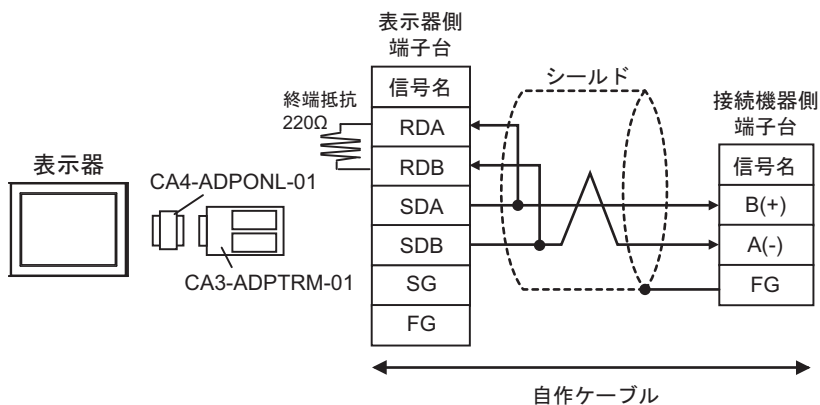 表示器側
端子台
信号名
RDA
RDB
SDA
SDB
SG
FG
終端抵抗
220Ω
表示器
CA4-ADPONL-01
CA3-ADPTRM-01
シールド
接続機器側
端子台
信号名
B(+)
A(-)
FG
自作ケーブル